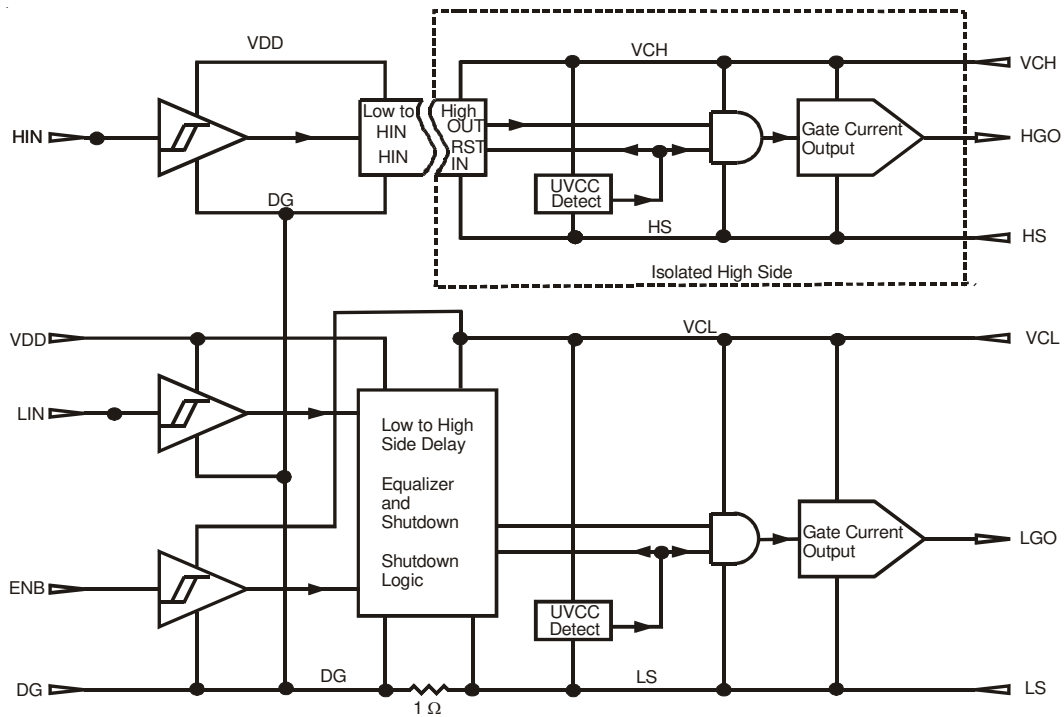 VDD
VCH
VCH
HIN
Low to
HIN
HIN
High
OUT
RST
IN
Gate Current
Output
HGO
UVCC
Detect
DG
HS
HS
Isolated High Side
VDD
VCL
VCL
LIN
Low to High
Side Delay
Equalizer
and
Shutdown
Shutdown
Logic
Gate Current
Output
LGO
ENB
UVCC
Detect
DG
DG
LS
LS
1 Ω